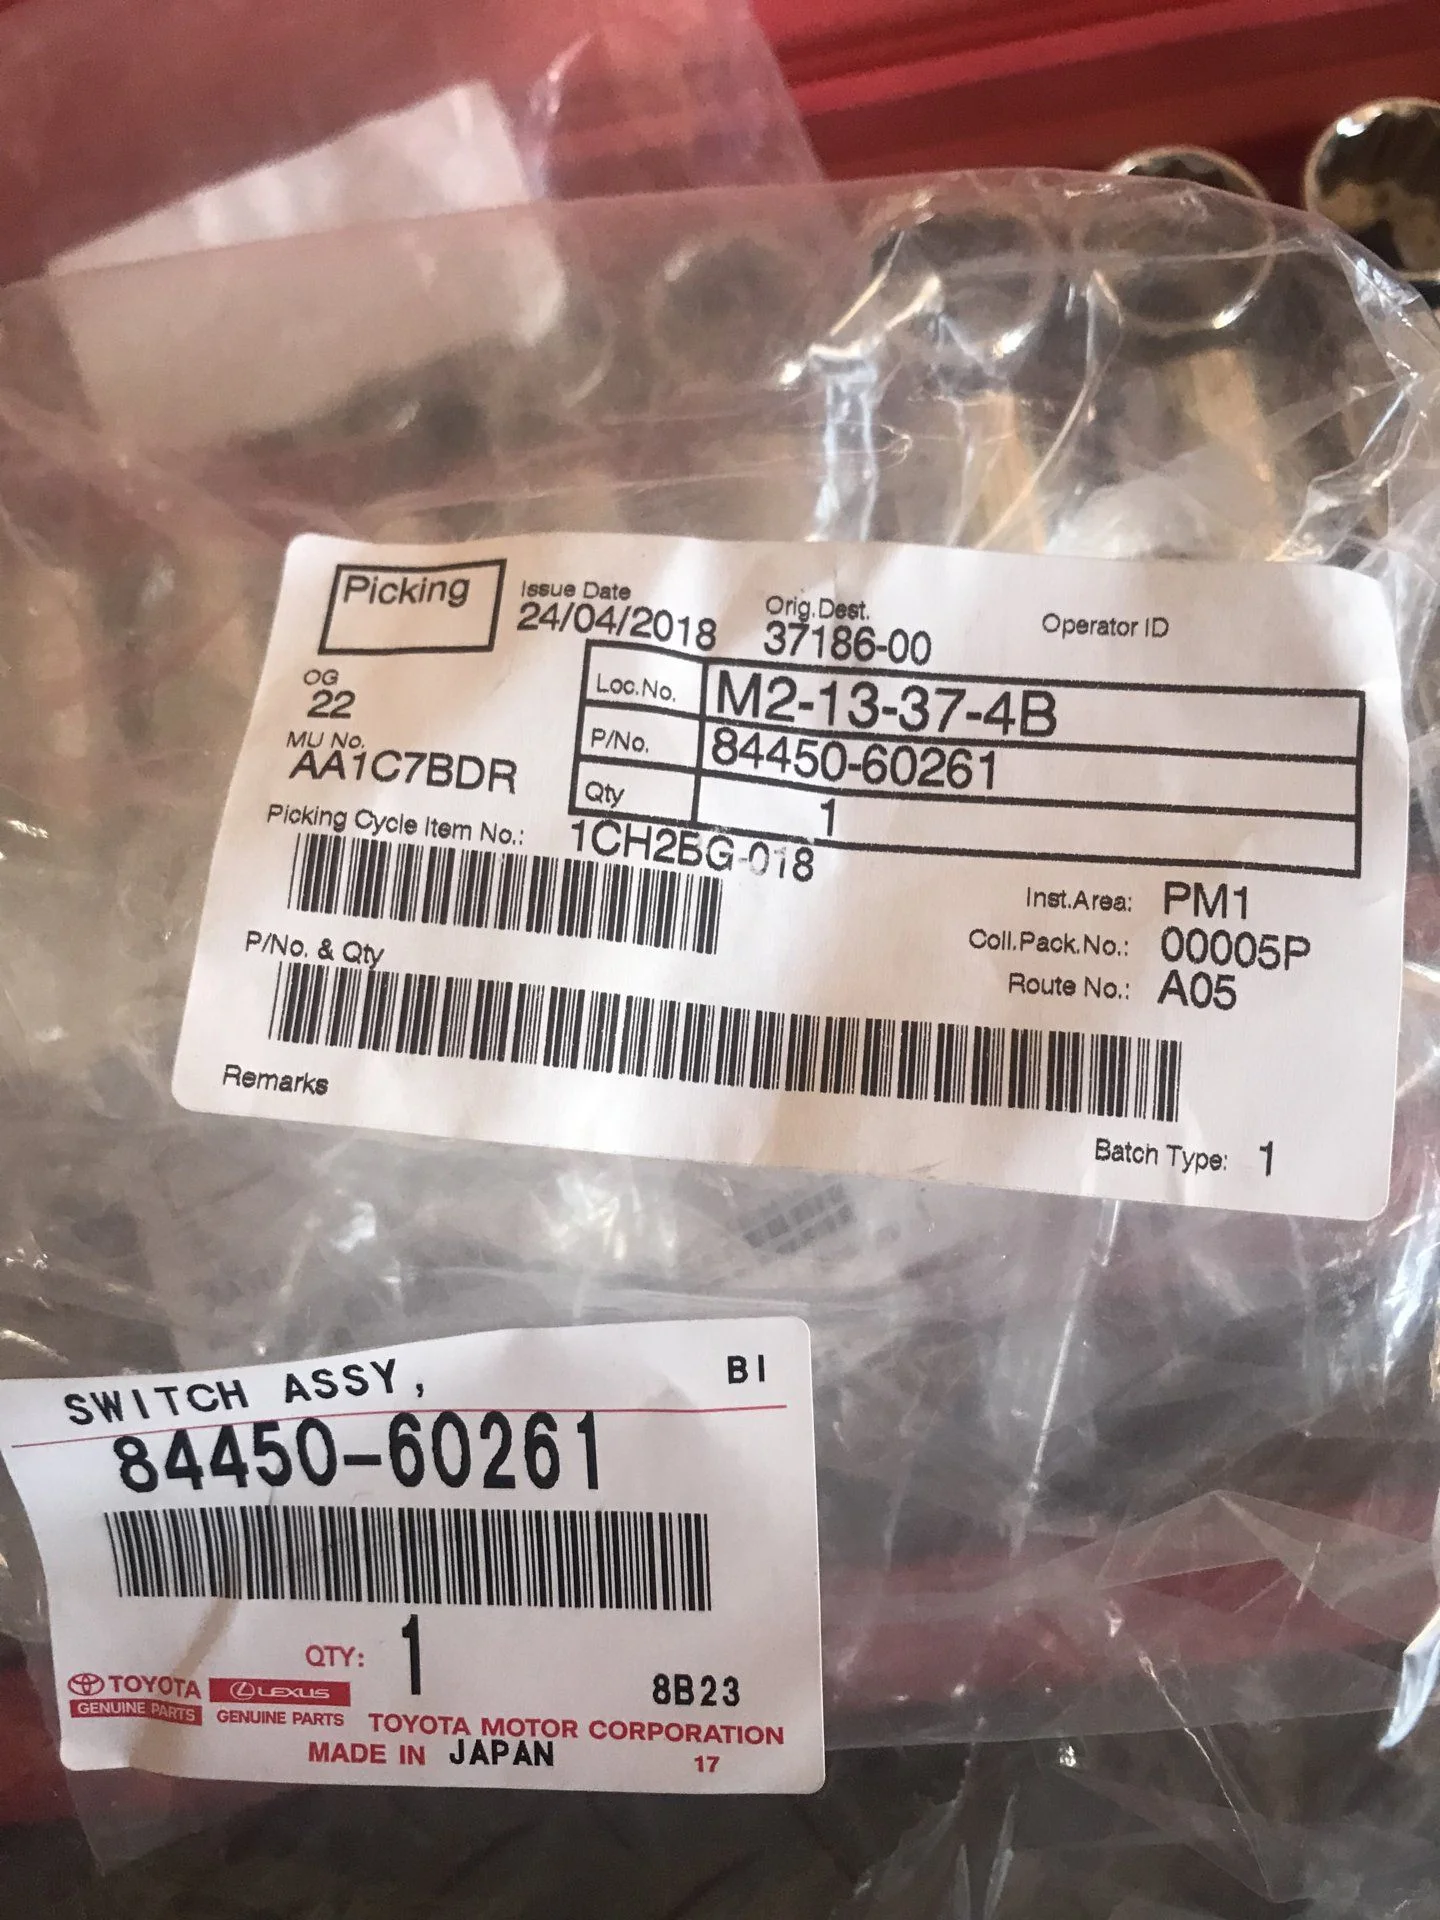 Picking
Issue Date
24/04/2018
Orig.Dest.
37186-00
Operator ID
OG
22
Loc.No. M2-13-37-4B
MU No.
AA1C7BDR
P/No. 84450-60261
Qty 1
Picking Cycle Item No.: 1CH2BG-018
Inst.Area: PM1
Coll.Pack.No.: 00005P
Route No.: A05
P/No. & Qty
Remarks
Batch Type: 1
SWITCH ASSY, BI
84450-60261
QTY: 1
8B23
TOYOTA LEXUS
GENUINE PARTS GENUINE PARTS
TOYOTA MOTOR CORPORATION
MADE IN JAPAN 17